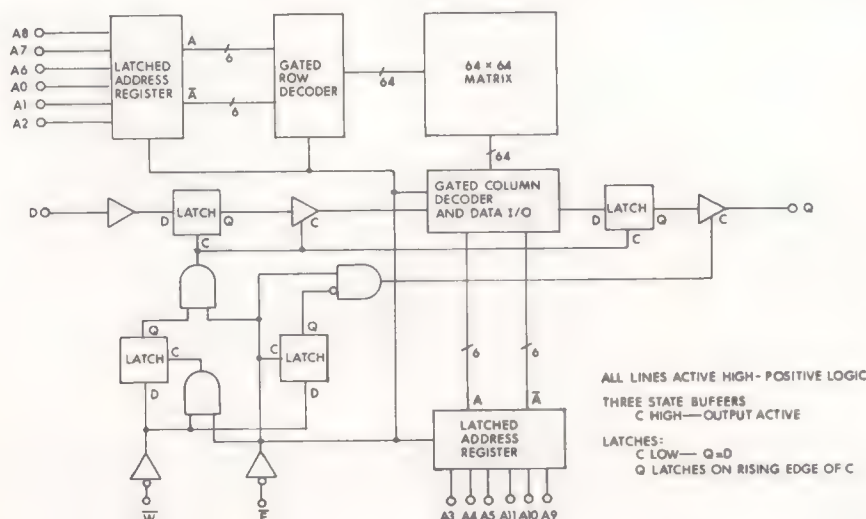 A8
A7
A6
A0
A1
A2
LATCHED
ADDRESS
REGISTER
A
6
A̅
6
GATED
ROW
DECODER
64
64 × 64
MATRIX
64
D
D
LATCH
Q
C
C
GATED COLUMN
DECODER
AND DATA I/O
D
LATCH
Q
C
C
Q
Q
LATCH
C
D
Q
C
LATCH
D
6
6
A
A̅
LATCHED
ADDRESS
REGISTER
W̅
E̅
A3 A4 A5 A11 A10 A9
ALL LINES ACTIVE HIGH-POSITIVE LOGIC
THREE STATE BUFFERS
C HIGH—OUTPUT ACTIVE
LATCHES:
C LOW— Q=D
Q LATCHES ON RISING EDGE OF C